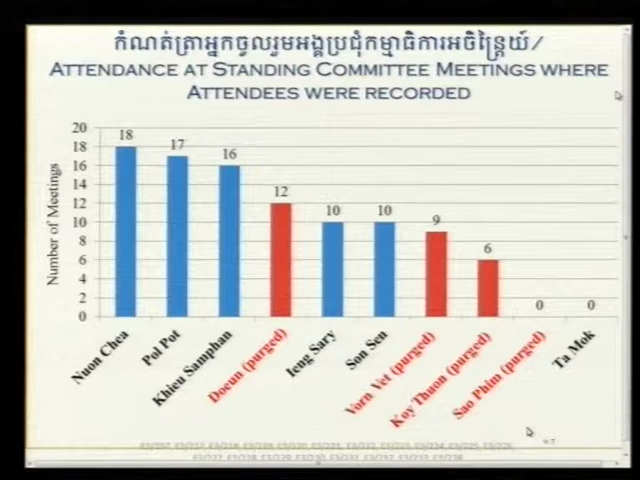 កំណត់ត្រាអ្នកចូលរួមអង្គប្រជុំកម្មាធិការអចិន្ត្រៃយ៍/
ATTENDANCE AT STANDING COMMITTEE MEETINGS WHERE
ATTENDEES WERE RECORDED
Number of Meetings
20
18
16
14
12
10
8
6
4
2
0
18
17
16
12
10
10
9
6
0
0
Nuon Chea
Pol Pot
Khieu Samphan
Doeun (purged)
Ieng Sary
Son Sen
Vorn Vet (purged)
Koy Thuon (purged)
Sao Phim (purged)
Ta Mok